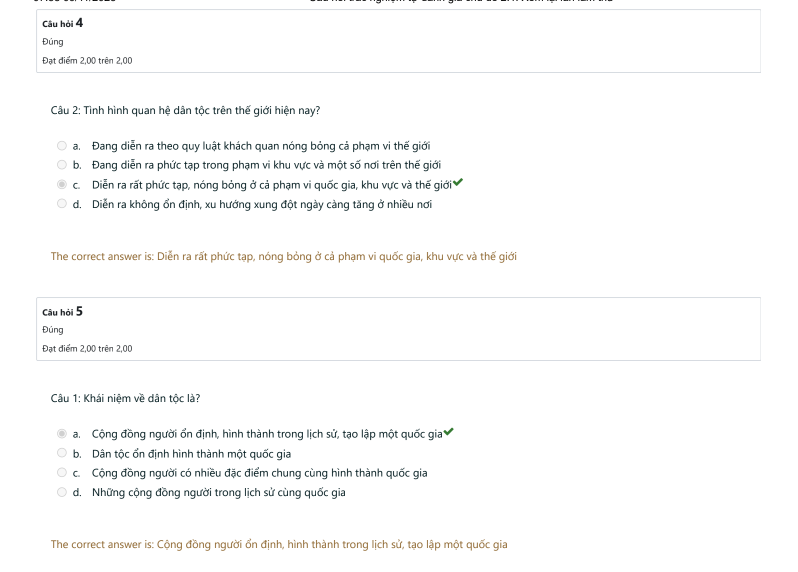 Câu hỏi 4
Đúng
Đạt điểm 2,00 trên 2,00
Câu 2: Tình hình quan hệ dân tộc trên thế giới hiện nay?
a. Đang diễn ra theo quy luật khách quan nóng bỏng cả phạm vi thế giới
b. Đang diễn ra phức tạp trong phạm vi khu vực và một số nơi trên thế giới
c. Diễn ra rất phức tạp, nóng bỏng ở cả phạm vi quốc gia, khu vực và thế giới
d. Diễn ra không ổn định, xu hướng xung đột ngày càng tăng ở nhiều nơi
The correct answer is: Diễn ra rất phức tạp, nóng bỏng ở cả phạm vi quốc gia, khu vực và thế giới
Câu hỏi 5
Đúng
Đạt điểm 2,00 trên 2,00
Câu 1: Khái niệm về dân tộc là?
a. Cộng đồng người ổn định, hình thành trong lịch sử, tạo lập một quốc gia
b. Dân tộc ổn định hình thành một quốc gia
c. Cộng đồng người có nhiều đặc điểm chung cùng hình thành quốc gia
d. Những cộng đồng người trong lịch sử cùng quốc gia
The correct answer is: Cộng đồng người ổn định, hình thành trong lịch sử, tạo lập một quốc gia